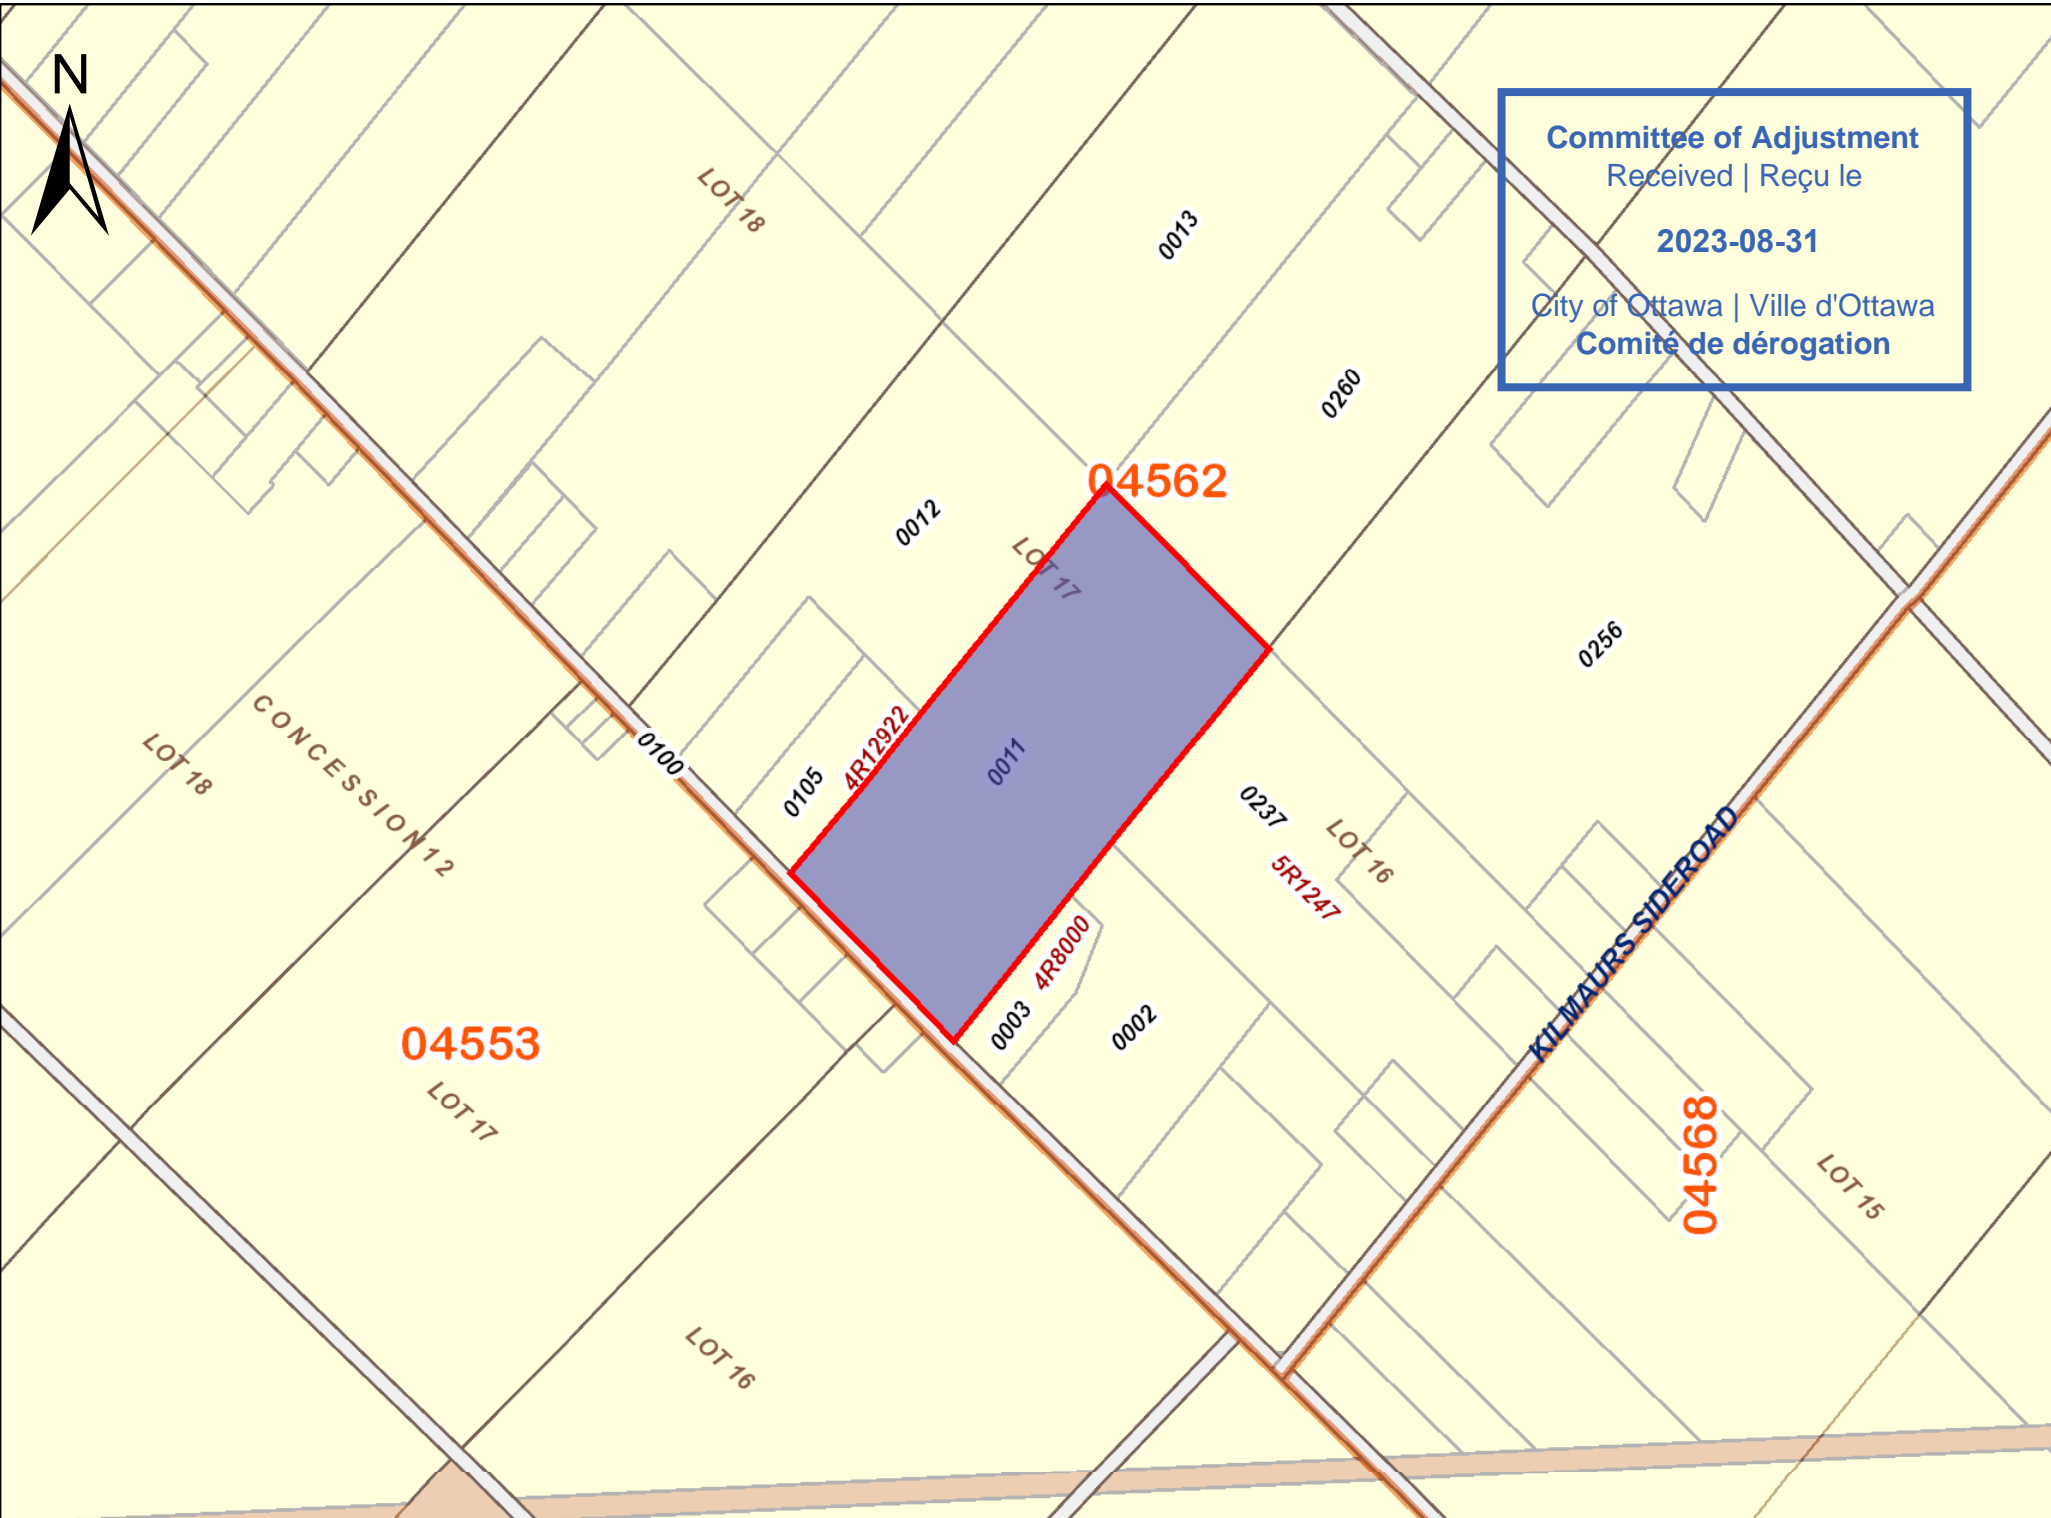 N
Committee of Adjustment
Received | Reçu le
2023-08-31
City of Ottawa | Ville d'Ottawa
Comité de dérogation
LOT 18
0013
0260
04562
0012
LOT 17
0256
CONCESSION 12
LOT 18
0100
4R12922
0105
0011
0237
LOT 16
5R1247
KILMAURS SIDEROAD
4R8000
0003
0002
04553
LOT 17
04568
LOT 15
LOT 16